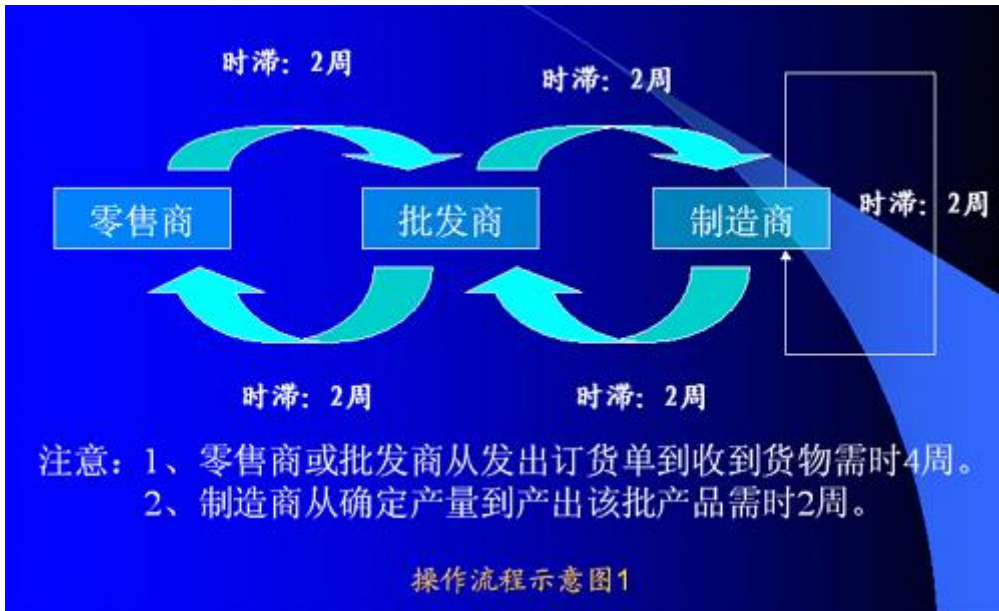 时滞：2周
时滞：2周
零售商
批发商
制造商
时滞：2周
时滞：2周
时滞：2周
注意：1、零售商或批发商从发出订货单到收到货物需时4周。
2、制造商从确定产量到产出该批产品需时2周。
操作流程示意图1